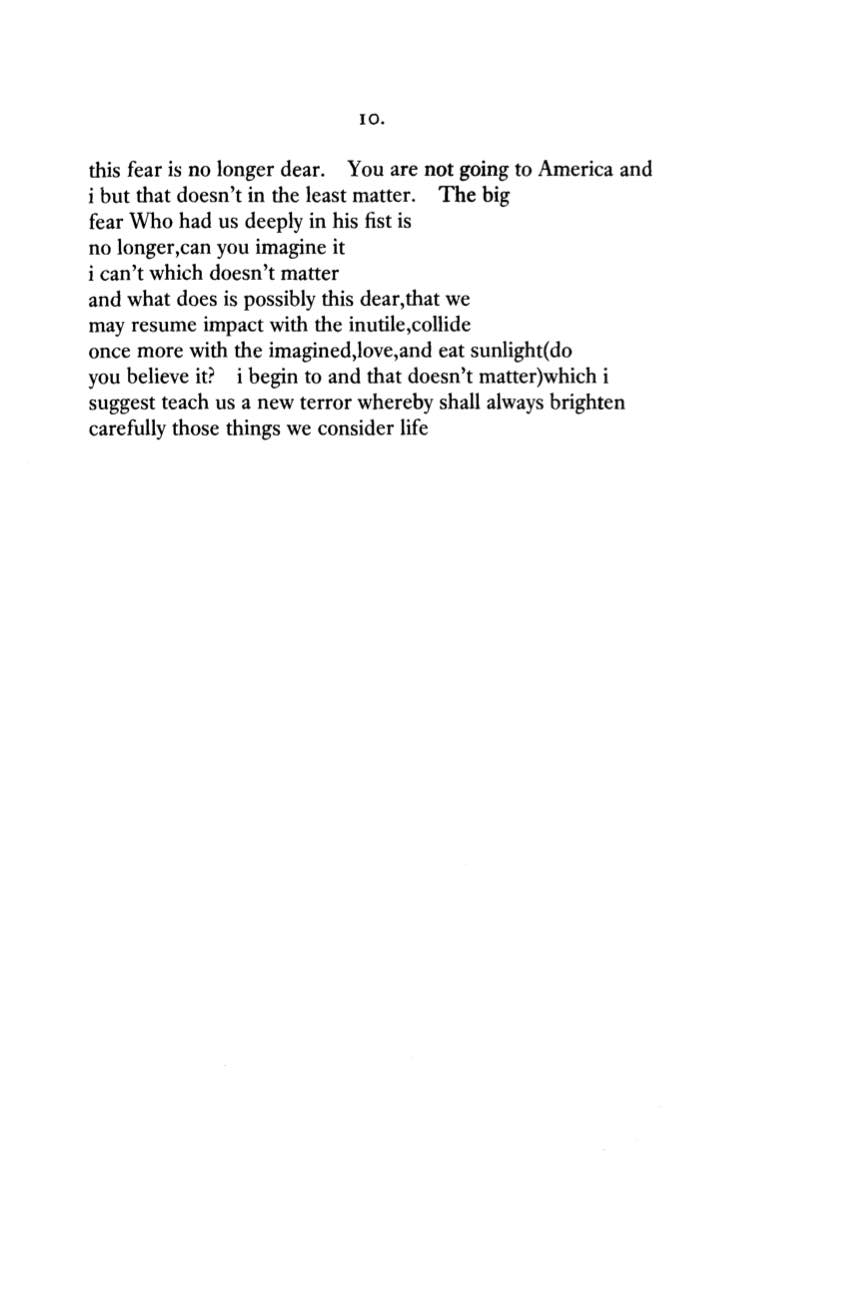 10.
this fear is no longer dear.   You are not going to America and
i but that doesn't in the least matter.   The big
fear Who had us deeply in his fist is
no longer,can you imagine it
i can't which doesn't matter
and what does is possibly this dear,that we
may resume impact with the inutile,collide
once more with the imagined,love,and eat sunlight(do
you believe it?   i begin to and that doesn't matter)which i
suggest teach us a new terror whereby shall always brighten
carefully those things we consider life